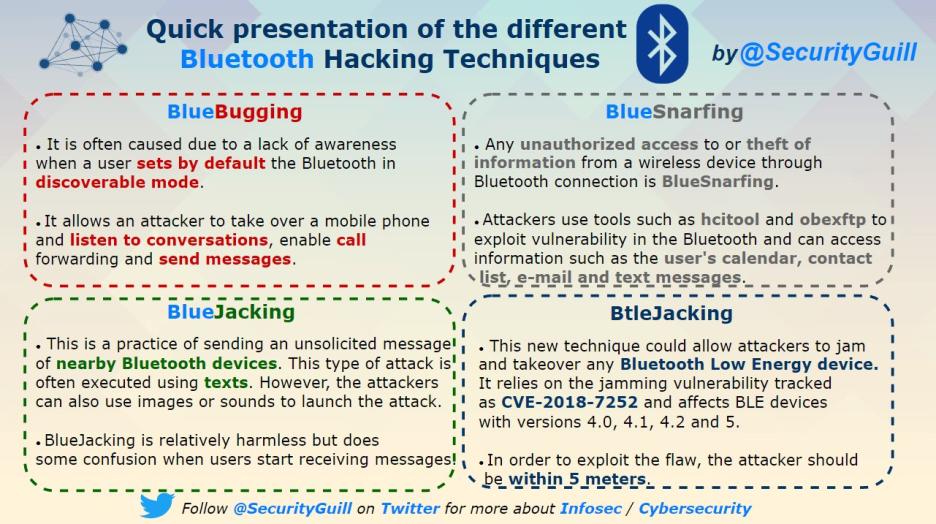 Quick presentation of the different
Bluetooth Hacking Techniques
by @SecurityGuill
BlueBugging
• It is often caused due to a lack of awareness
when a user sets by default the Bluetooth in
discoverable mode.
• It allows an attacker to take over a mobile phone
and listen to conversations, enable call
forwarding and send messages.
BlueSnarfing
• Any unauthorized access to or theft of
information from a wireless device through
Bluetooth connection is BlueSnarfing.
• Attackers use tools such as hcitool and obexftp to
exploit vulnerability in the Bluetooth and can access
information such as the user's calendar, contact
list, e-mail and text messages.
BlueJacking
• This is a practice of sending an unsolicited message
of nearby Bluetooth devices. This type of attack is
often executed using texts. However, the attackers
can also use images or sounds to launch the attack.
• BlueJacking is relatively harmless but does
some confusion when users start receiving messages
BtleJacking
• This new technique could allow attackers to jam
and takeover any Bluetooth Low Energy device.
It relies on the jamming vulnerability tracked
as CVE-2018-7252 and affects BLE devices
with versions 4.0, 4.1, 4.2 and 5.
• In order to exploit the flaw, the attacker should
be within 5 meters.
Follow @SecurityGuill on Twitter for more about Infosec / Cybersecurity